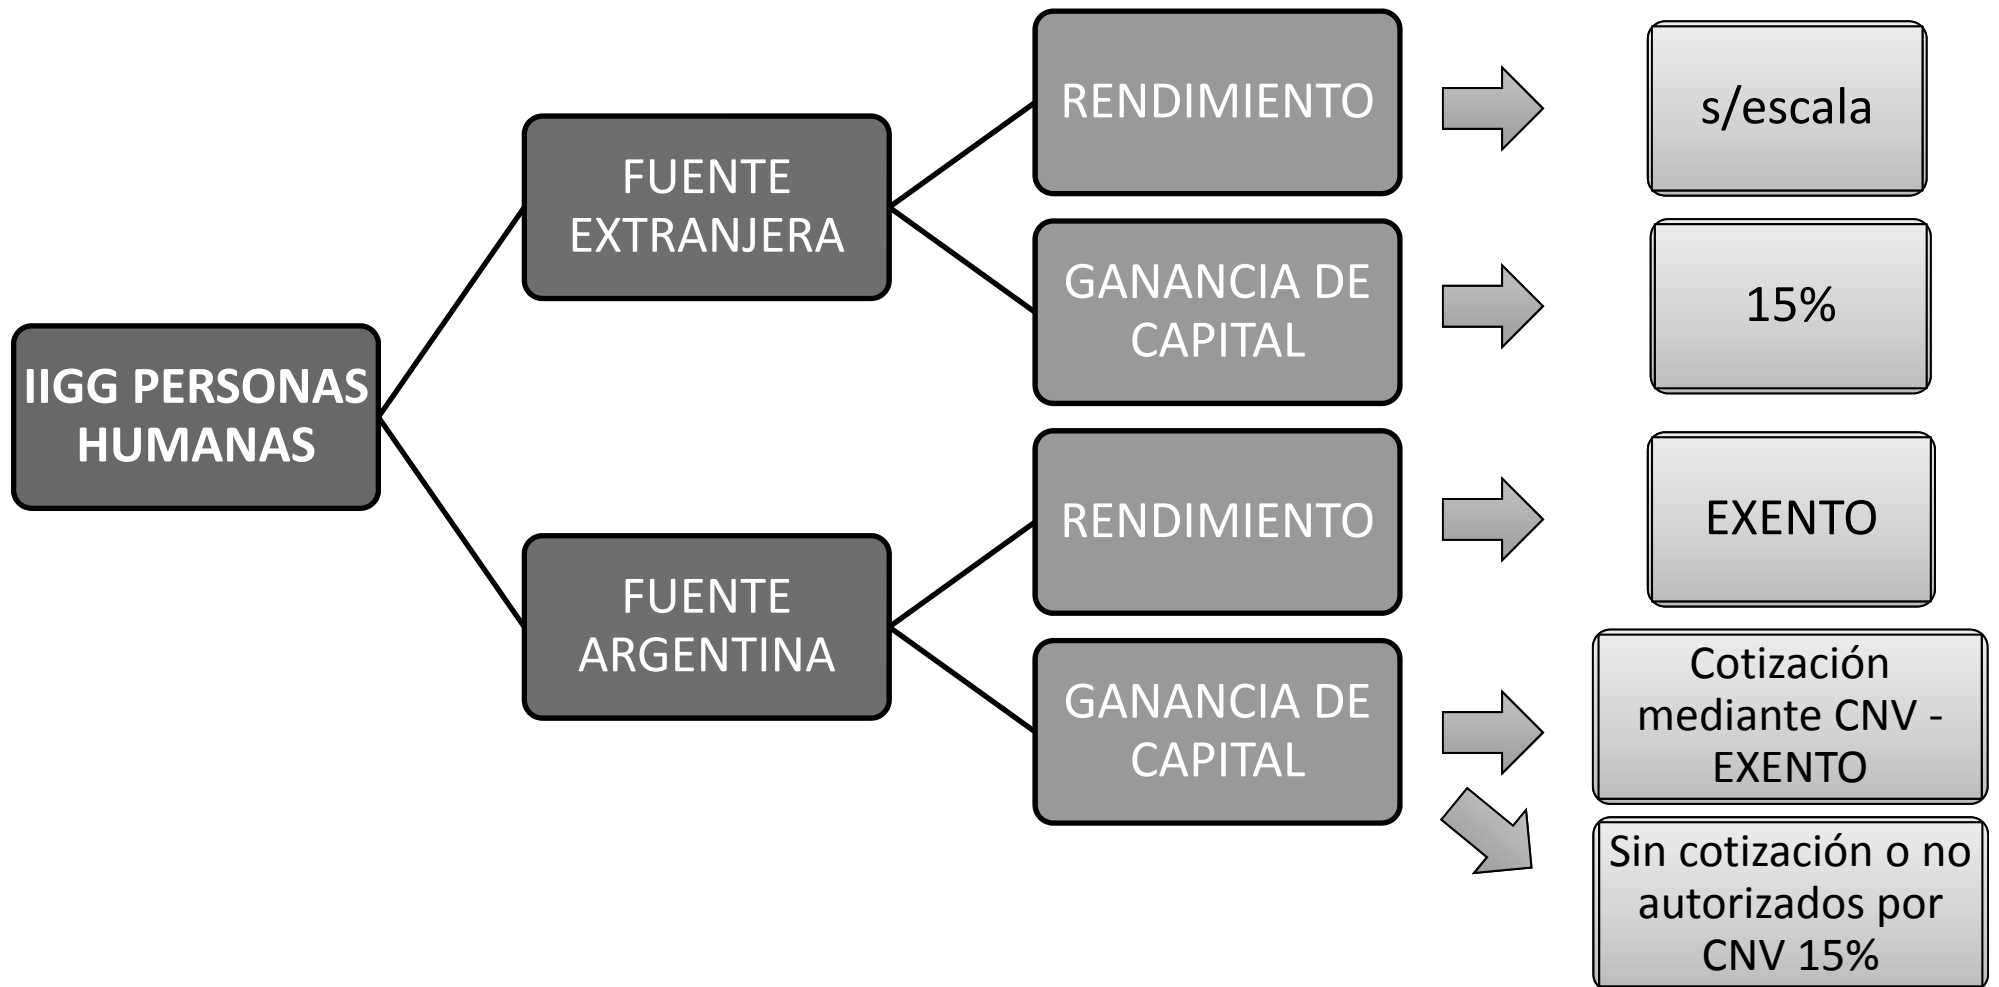 IIGG PERSONAS
HUMANAS
FUENTE
EXTRANJERA
RENDIMIENTO
s/escala
GANANCIA DE
CAPITAL
15%
FUENTE
ARGENTINA
RENDIMIENTO
EXENTO
GANANCIA DE
CAPITAL
Cotización
mediante CNV -
EXENTO
Sin cotización o no
autorizados por
CNV 15%